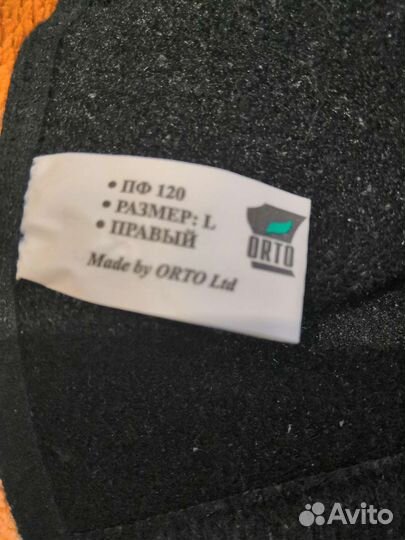 • ПФ 120
• РАЗМЕР: L
• ПРАВЫЙ
Made by ORTO Ltd
ORTO
Avito